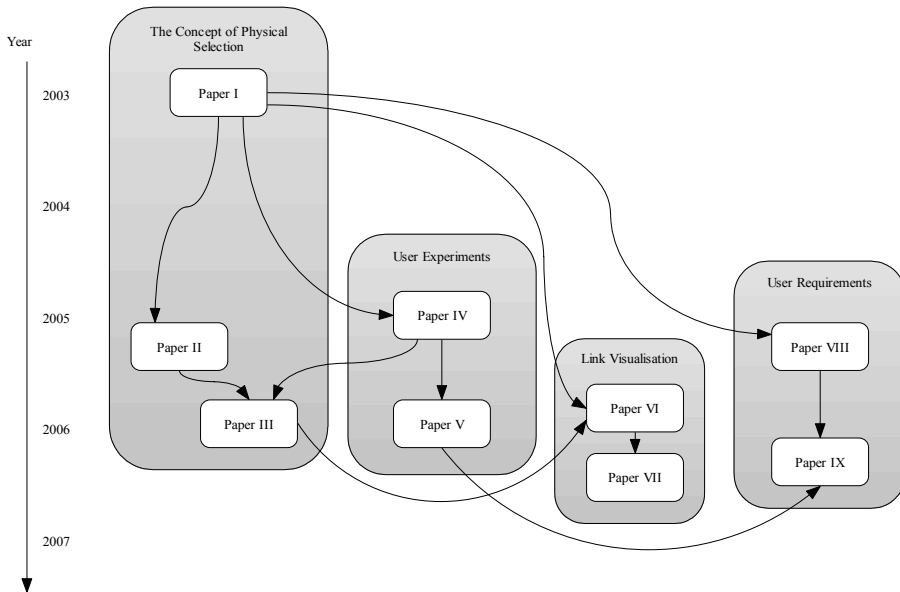 Year
2003
2004
2005
2006
2007
The Concept of Physical
Selection
Paper I
Paper II
Paper III
User Experiments
Paper IV
Paper V
Link Visualisation
Paper VI
Paper VII
User Requirements
Paper VIII
Paper IX